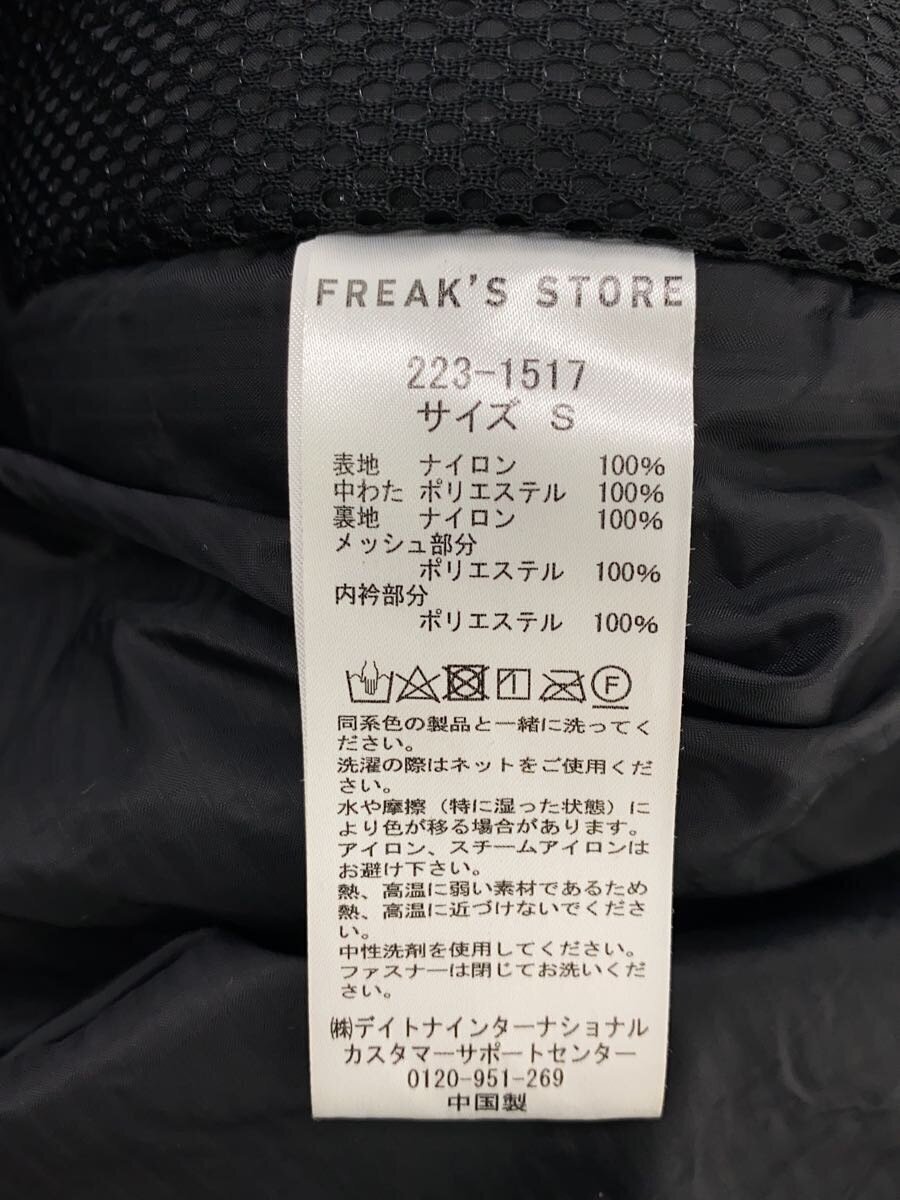 FREAK'S STORE
223-1517
サイズ S
表地 ナイロン 100%
中わた ポリエステル 100%
裏地 ナイロン 100%
メッシュ部分
ポリエステル 100%
内衿部分
ポリエステル 100%
F
同系色の製品と一緒に洗ってく
ださい。
洗濯の際はネットをご使用くだ
さい。
水や摩擦（特に湿った状態）に
より色が移る場合があります。
アイロン、スチームアイロンは
お避け下さい。
熱、高温に弱い素材であるため
熱、高温に近づけないでくださ
い。
中性洗剤を使用してください。
ファスナーは閉じてお洗いくだ
さい。
㈱デイトナインターナショナル
カスタマーサポートセンター
0120-951-269
中国製